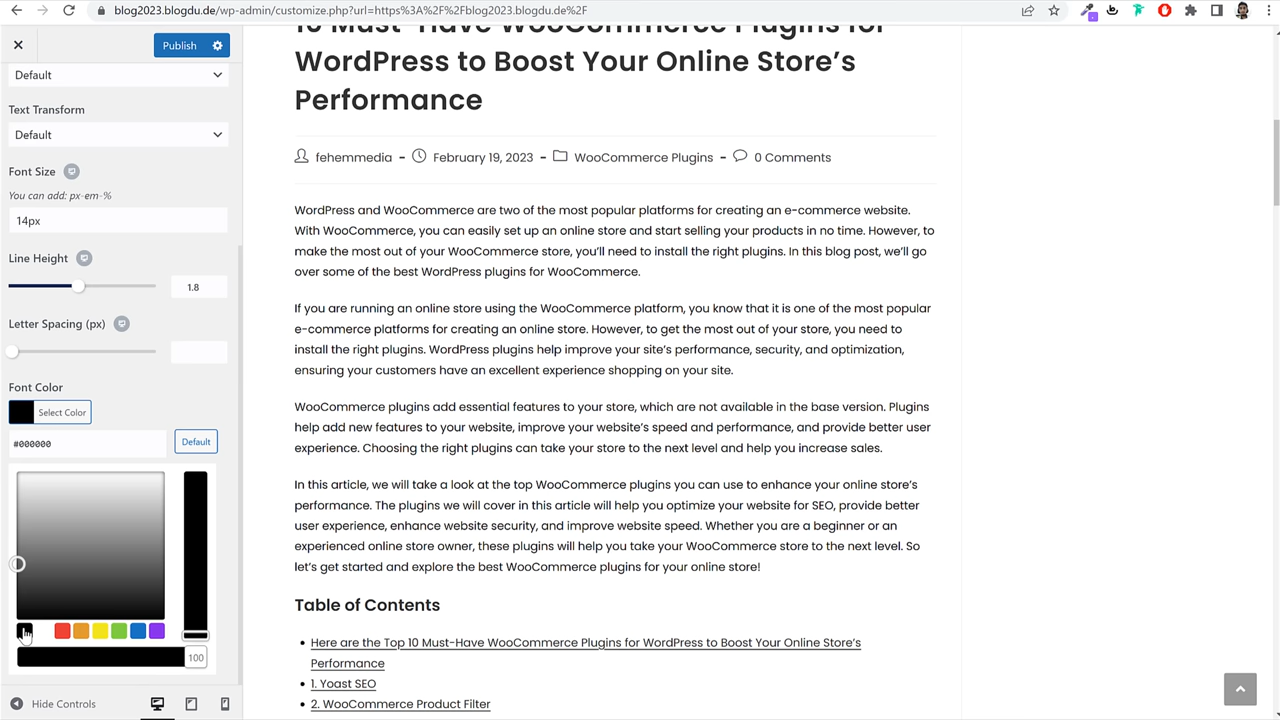 blog2023.blogdu.de/wp-admin/customize.php?url=https%3A%2F%2Fblog2023.blogdu.de%2F
Publish
Default
Text Transform
Default
Font Size
You can add: px-em-%
14px
Line Height
1.8
Letter Spacing (px)
Font Color
Select Color
#000000
Default
100
Hide Controls
10 Must-Have WooCommerce Plugins for
WordPress to Boost Your Online Store's
Performance
fehemmedia - February 19, 2023 - WooCommerce Plugins - 0 Comments
WordPress and WooCommerce are two of the most popular platforms for creating an e-commerce website.
With WooCommerce, you can easily set up an online store and start selling your products in no time. However, to
make the most out of your WooCommerce store, you'll need to install the right plugins. In this blog post, we'll go
over some of the best WordPress plugins for WooCommerce.
If you are running an online store using the WooCommerce platform, you know that it is one of the most popular
e-commerce platforms for creating an online store. However, to get the most out of your store, you need to
install the right plugins. WordPress plugins help improve your site's performance, security, and optimization,
ensuring your customers have an excellent experience shopping on your site.
WooCommerce plugins add essential features to your store, which are not available in the base version. Plugins
help add new features to your website, improve your website's speed and performance, and provide better user
experience. Choosing the right plugins can take your store to the next level and help you increase sales.
In this article, we will take a look at the top WooCommerce plugins you can use to enhance your online store's
performance. The plugins we will cover in this article will help you optimize your website for SEO, provide better
user experience, enhance website security, and improve website speed. Whether you are a beginner or an
experienced online store owner, these plugins will help you take your WooCommerce store to the next level. So
let's get started and explore the best WooCommerce plugins for your online store!
Table of Contents
Here are the Top 10 Must-Have WooCommerce Plugins for WordPress to Boost Your Online Store's
Performance
1. Yoast SEO
2. WooCommerce Product Filter